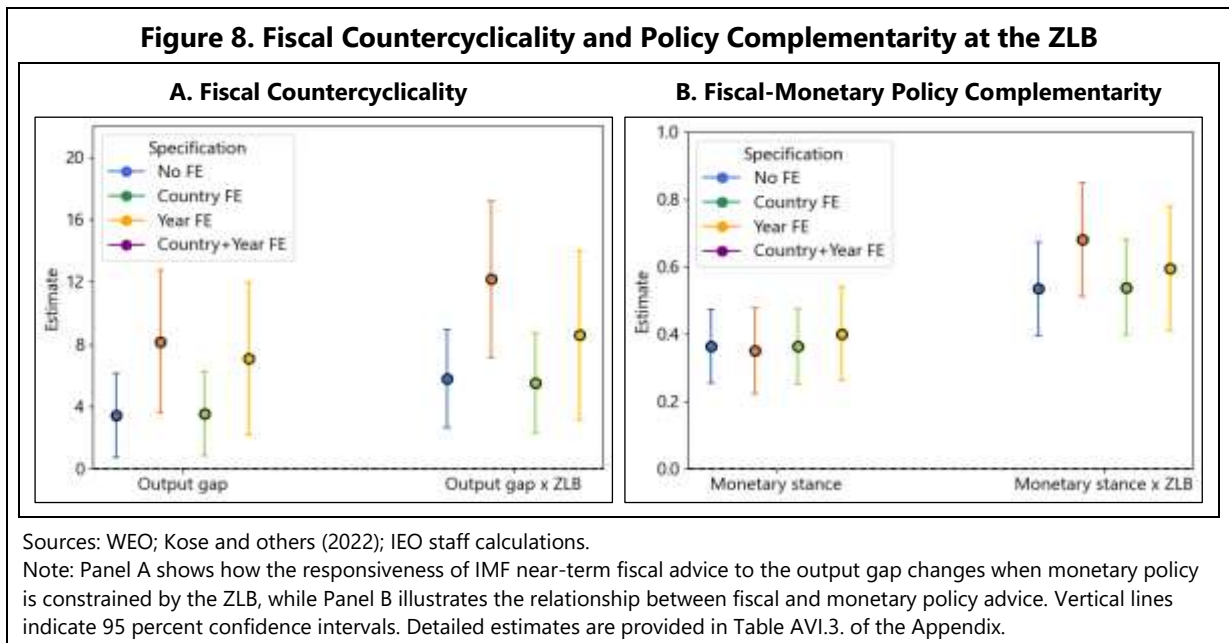 Figure 8. Fiscal Countercyclicality and Policy Complementarity at the ZLB
A. Fiscal Countercyclicality
20
16
12
8
4
0
Estimate
Specification
No FE
Country FE
Year FE
Country+Year FE
Output gap
Output gap x ZLB
B. Fiscal-Monetary Policy Complementarity
1.0
0.8
0.6
0.4
0.2
0.0
Estimate
Specification
No FE
Country FE
Year FE
Country+Year FE
Monetary stance
Monetary stance x ZLB
Sources: WEO; Kose and others (2022); IEO staff calculations.
Note: Panel A shows how the responsiveness of IMF near-term fiscal advice to the output gap changes when monetary policy
is constrained by the ZLB, while Panel B illustrates the relationship between fiscal and monetary policy advice. Vertical lines
indicate 95 percent confidence intervals. Detailed estimates are provided in Table AVI.3. of the Appendix.